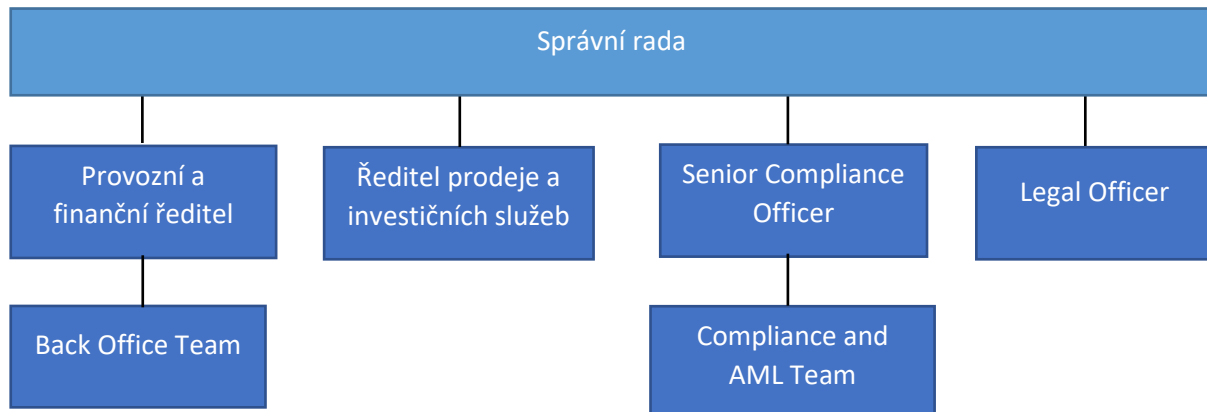 Správní rada
Provozní a
finanční ředitel
Ředitel prodeje a
investičních služeb
Senior Compliance
Officer
Legal Officer
Back Office Team
Compliance and
AML Team